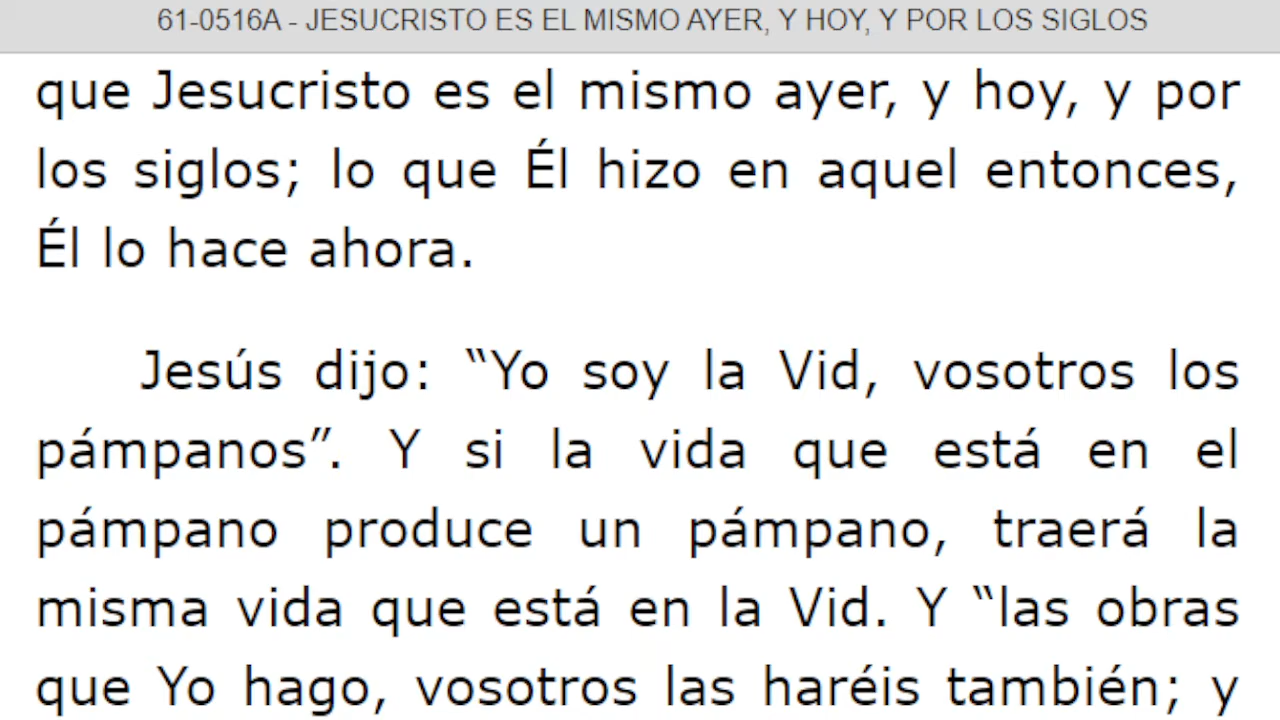 61-0516A - JESUCRISTO ES EL MISMO AYER, Y HOY, Y POR LOS SIGLOS
que Jesucristo es el mismo ayer, y hoy, y por
los siglos; lo que Él hizo en aquel entonces,
Él lo hace ahora.
Jesús dijo: “Yo soy la Vid, vosotros los
pámpanos”. Y si la vida que está en el
pámpano produce un pámpano, traerá la
misma vida que está en la Vid. Y “las obras
que Yo hago, vosotros las haréis también; y